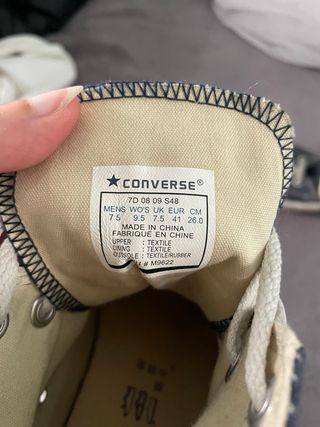 ★CONVERSE®
7D 08 09 S48
MENS WO'S UK EUR CM
7.5 9.5 7.5 41 26.0
MADE IN CHINA
FABRIQUE EN CHINE
UPPER : TEXTILE
LINING : TEXTILE
OUTSOLE : TEXTILE/RUBBER
# M9622